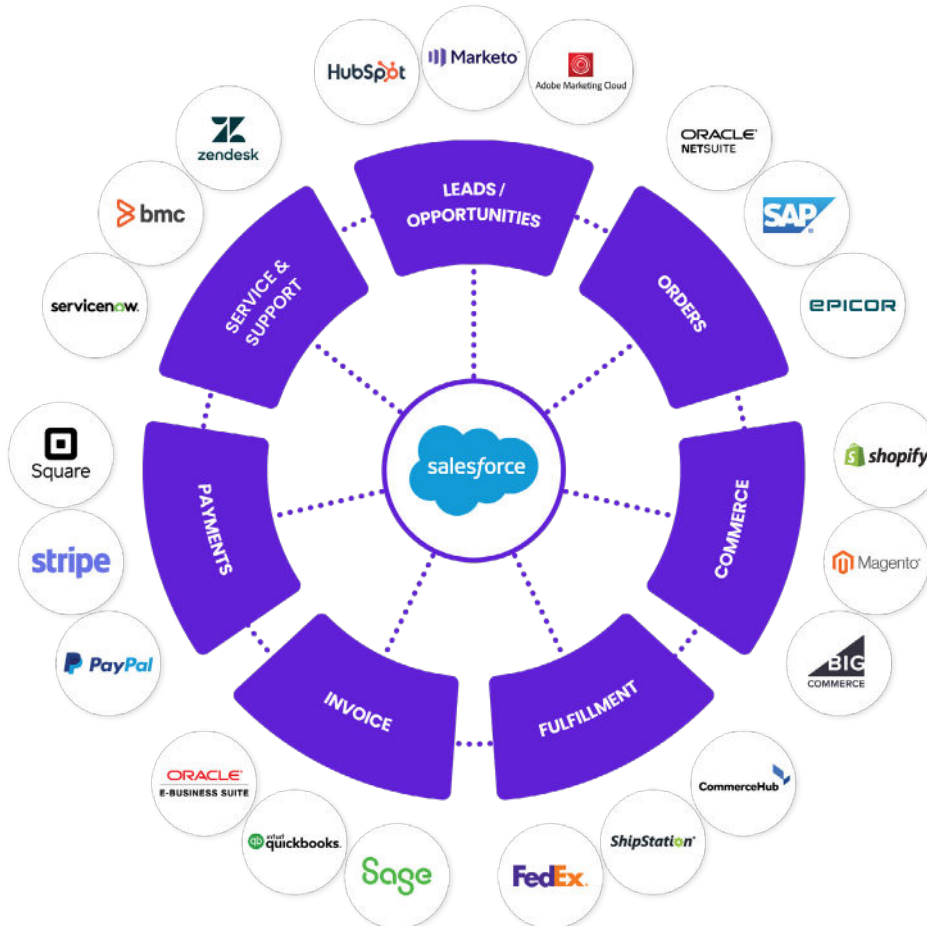 HubSpot
Marketo
Adobe Marketing Cloud
ORACLE
NETSUITE
SAP
EPICOR
shopify
Magento
BIG
COMMERCE
CommerceHub
ShipStation
FedEx
Sage
intuit
quickbooks
ORACLE
E-BUSINESS SUITE
PayPal
stripe
Square
servicenow
bmc
zendesk
LEADS /
OPPORTUNITIES
ORDERS
COMMERCE
FULFILLMENT
INVOICE
PAYMENTS
SERVICE &
SUPPORT
salesforce